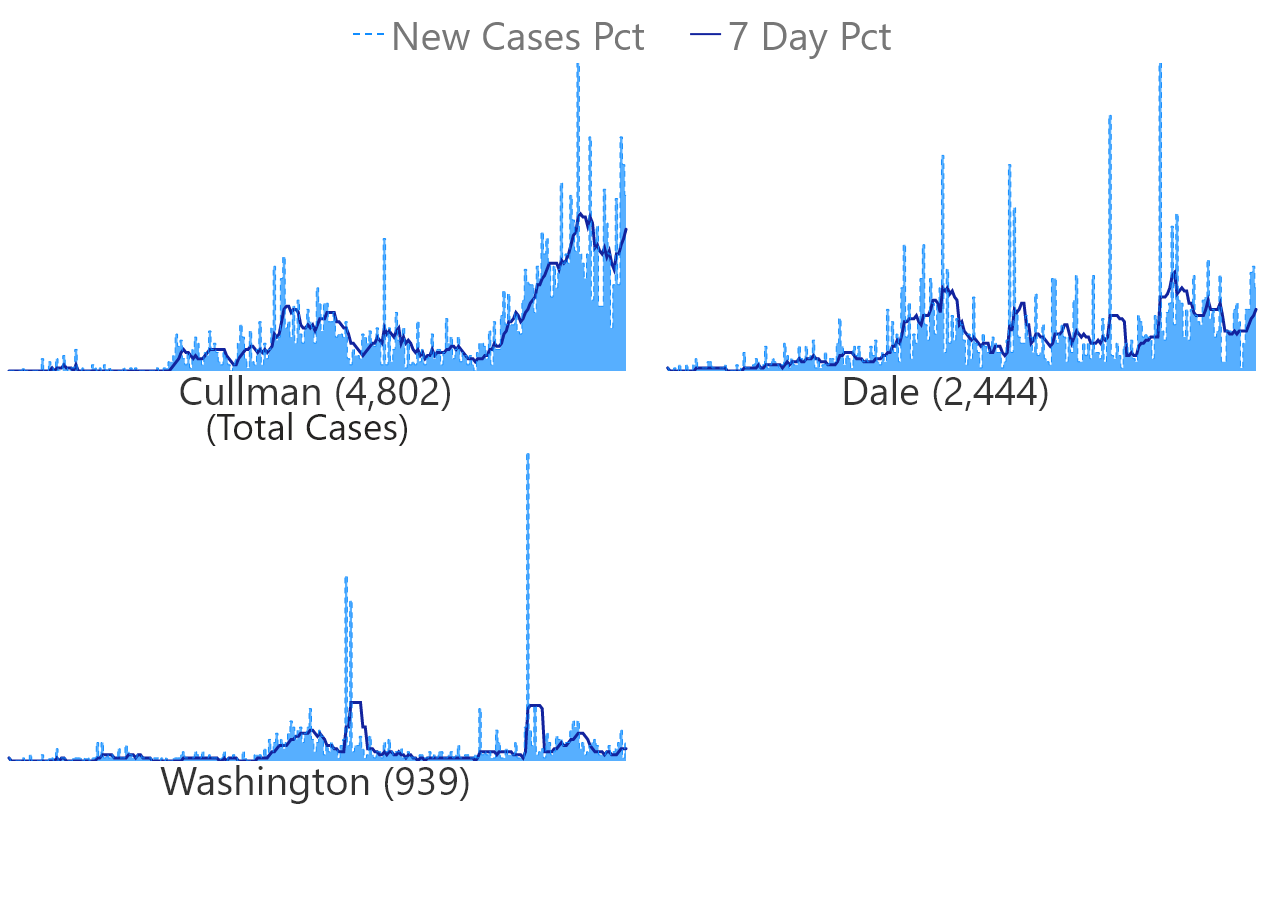 New Cases Pct 7 Day Pct
Cullman (4,802)
(Total Cases)
Dale (2,444)
Washington (939)